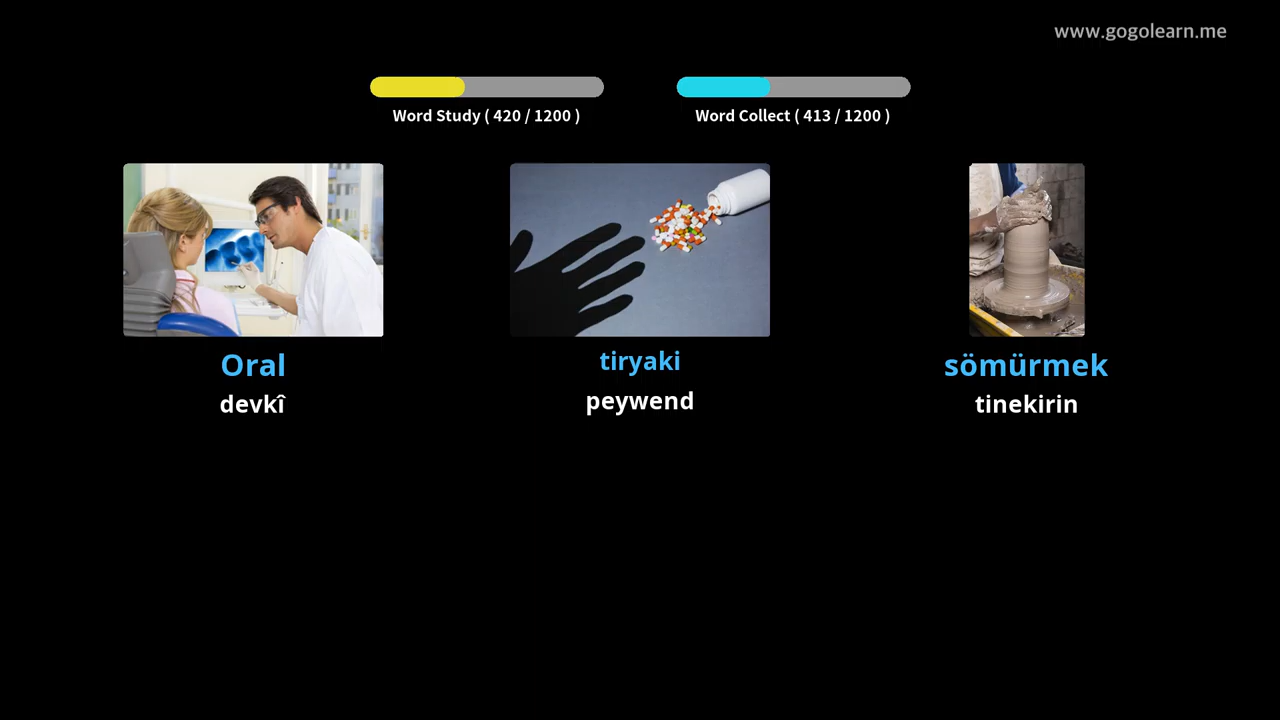 www.gogolearn.me
Word Study ( 420 / 1200 )
Word Collect ( 413 / 1200 )
Oral
devkî
tiryaki
peywend
sömürmek
tinekirin